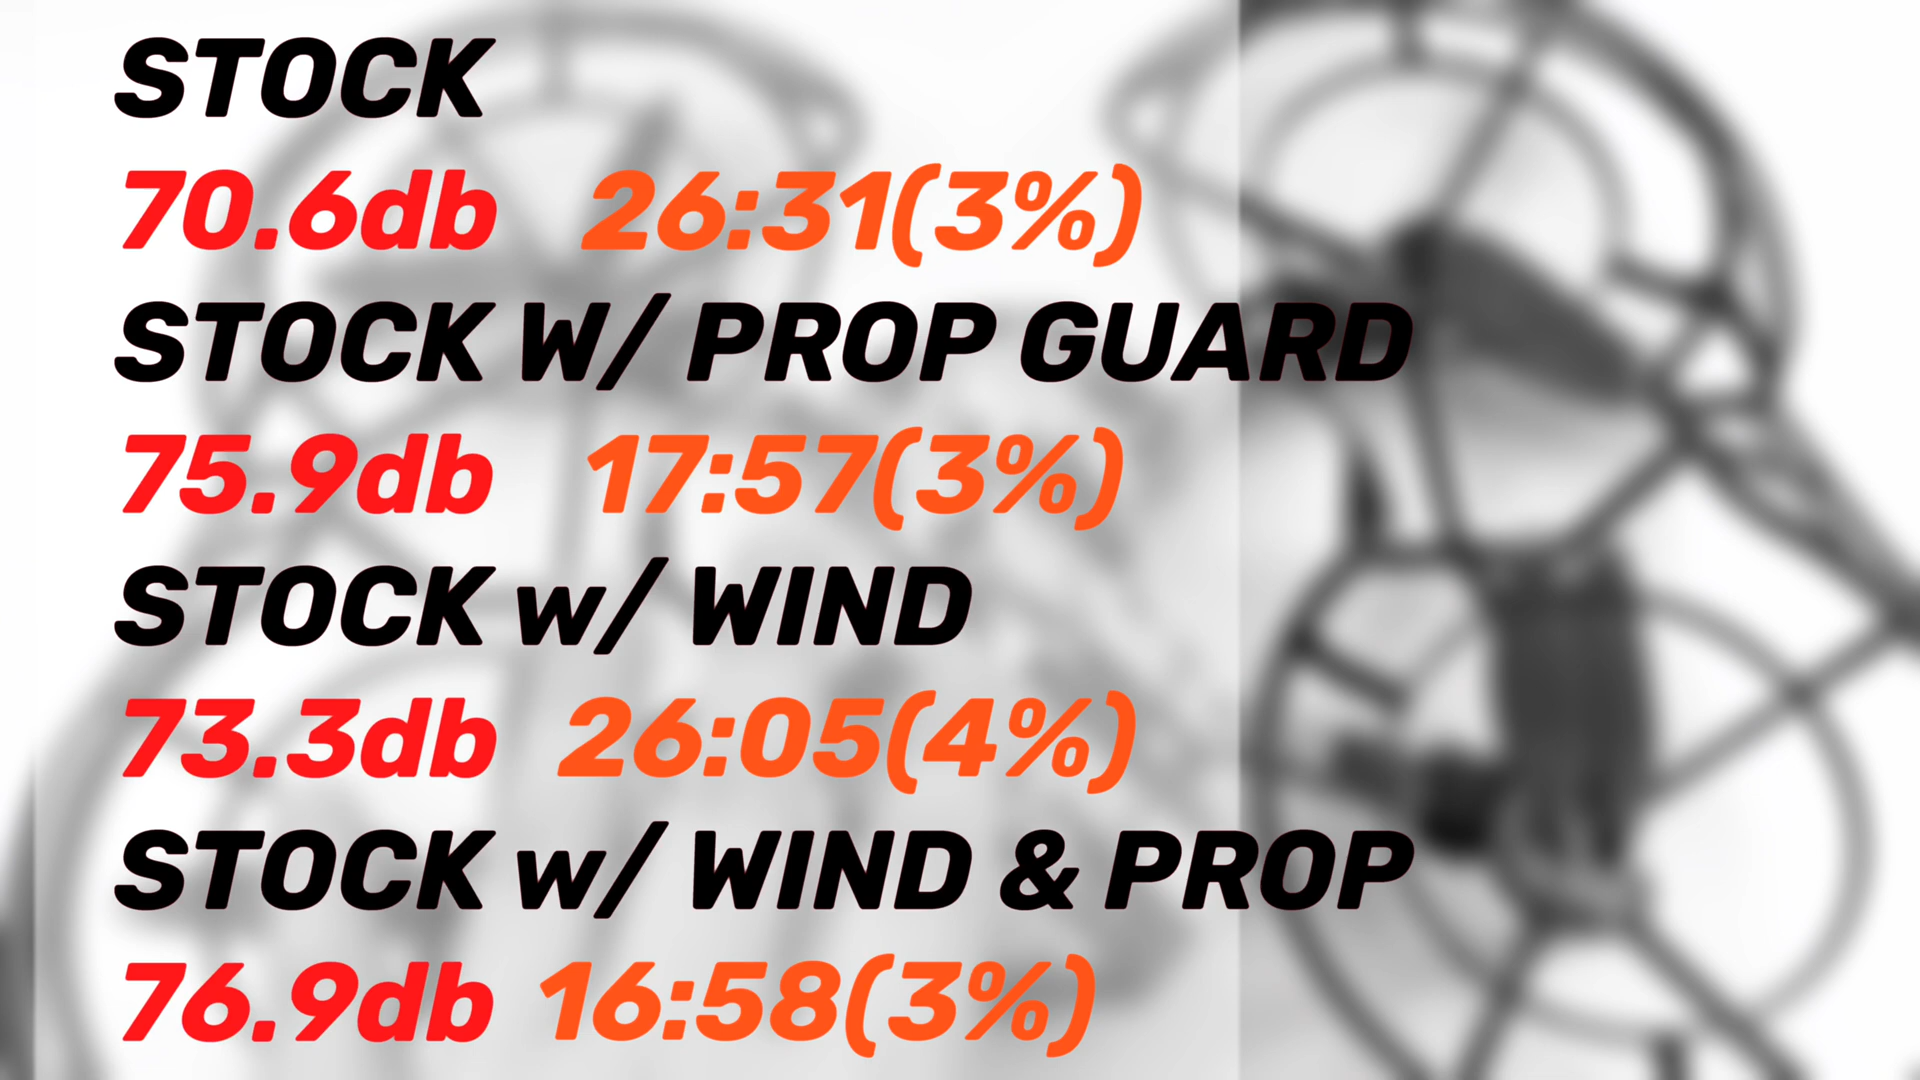 STOCK
70.6db 26:31(3%)
STOCK W/ PROP GUARD
75.9db 17:57(3%)
STOCK w/ WIND
73.3db 26:05(4%)
STOCK w/ WIND & PROP
76.9db 16:58(3%)